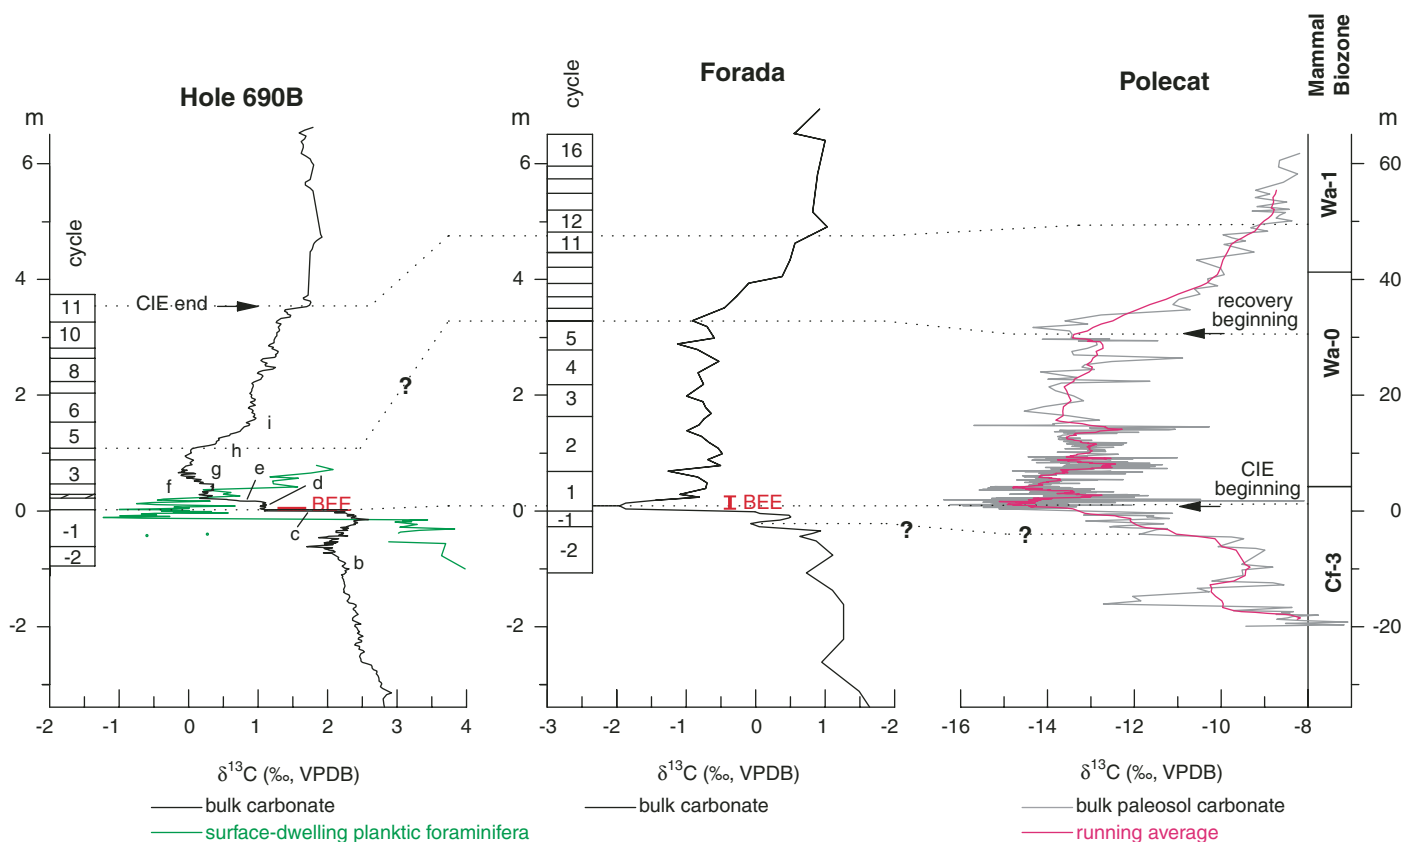 Hole 690B
Forada
Polecat
Mammal
Biozone
m
cycle
m
cycle
m
6
4
2
0
-2
11
10
8
6
5
3
-1
-2
CIE end
i
h
g
e
f
d
BEE
c
b
?
16
12
11
5
4
3
2
1
-1
-2
BEE
?
?
recovery
beginning
CIE
beginning
Wa-1
Wa-0
Cf-3
60
40
20
0
-20
-2 -1 0 1 2 3 4
-3 -2 -1 0 1 2
-16 -14 -12 -10 -8
δ13C (‰, VPDB)
bulk carbonate
surface-dwelling planktic foraminifera
δ13C (‰, VPDB)
bulk carbonate
δ13C (‰, VPDB)
bulk paleosol carbonate
running average